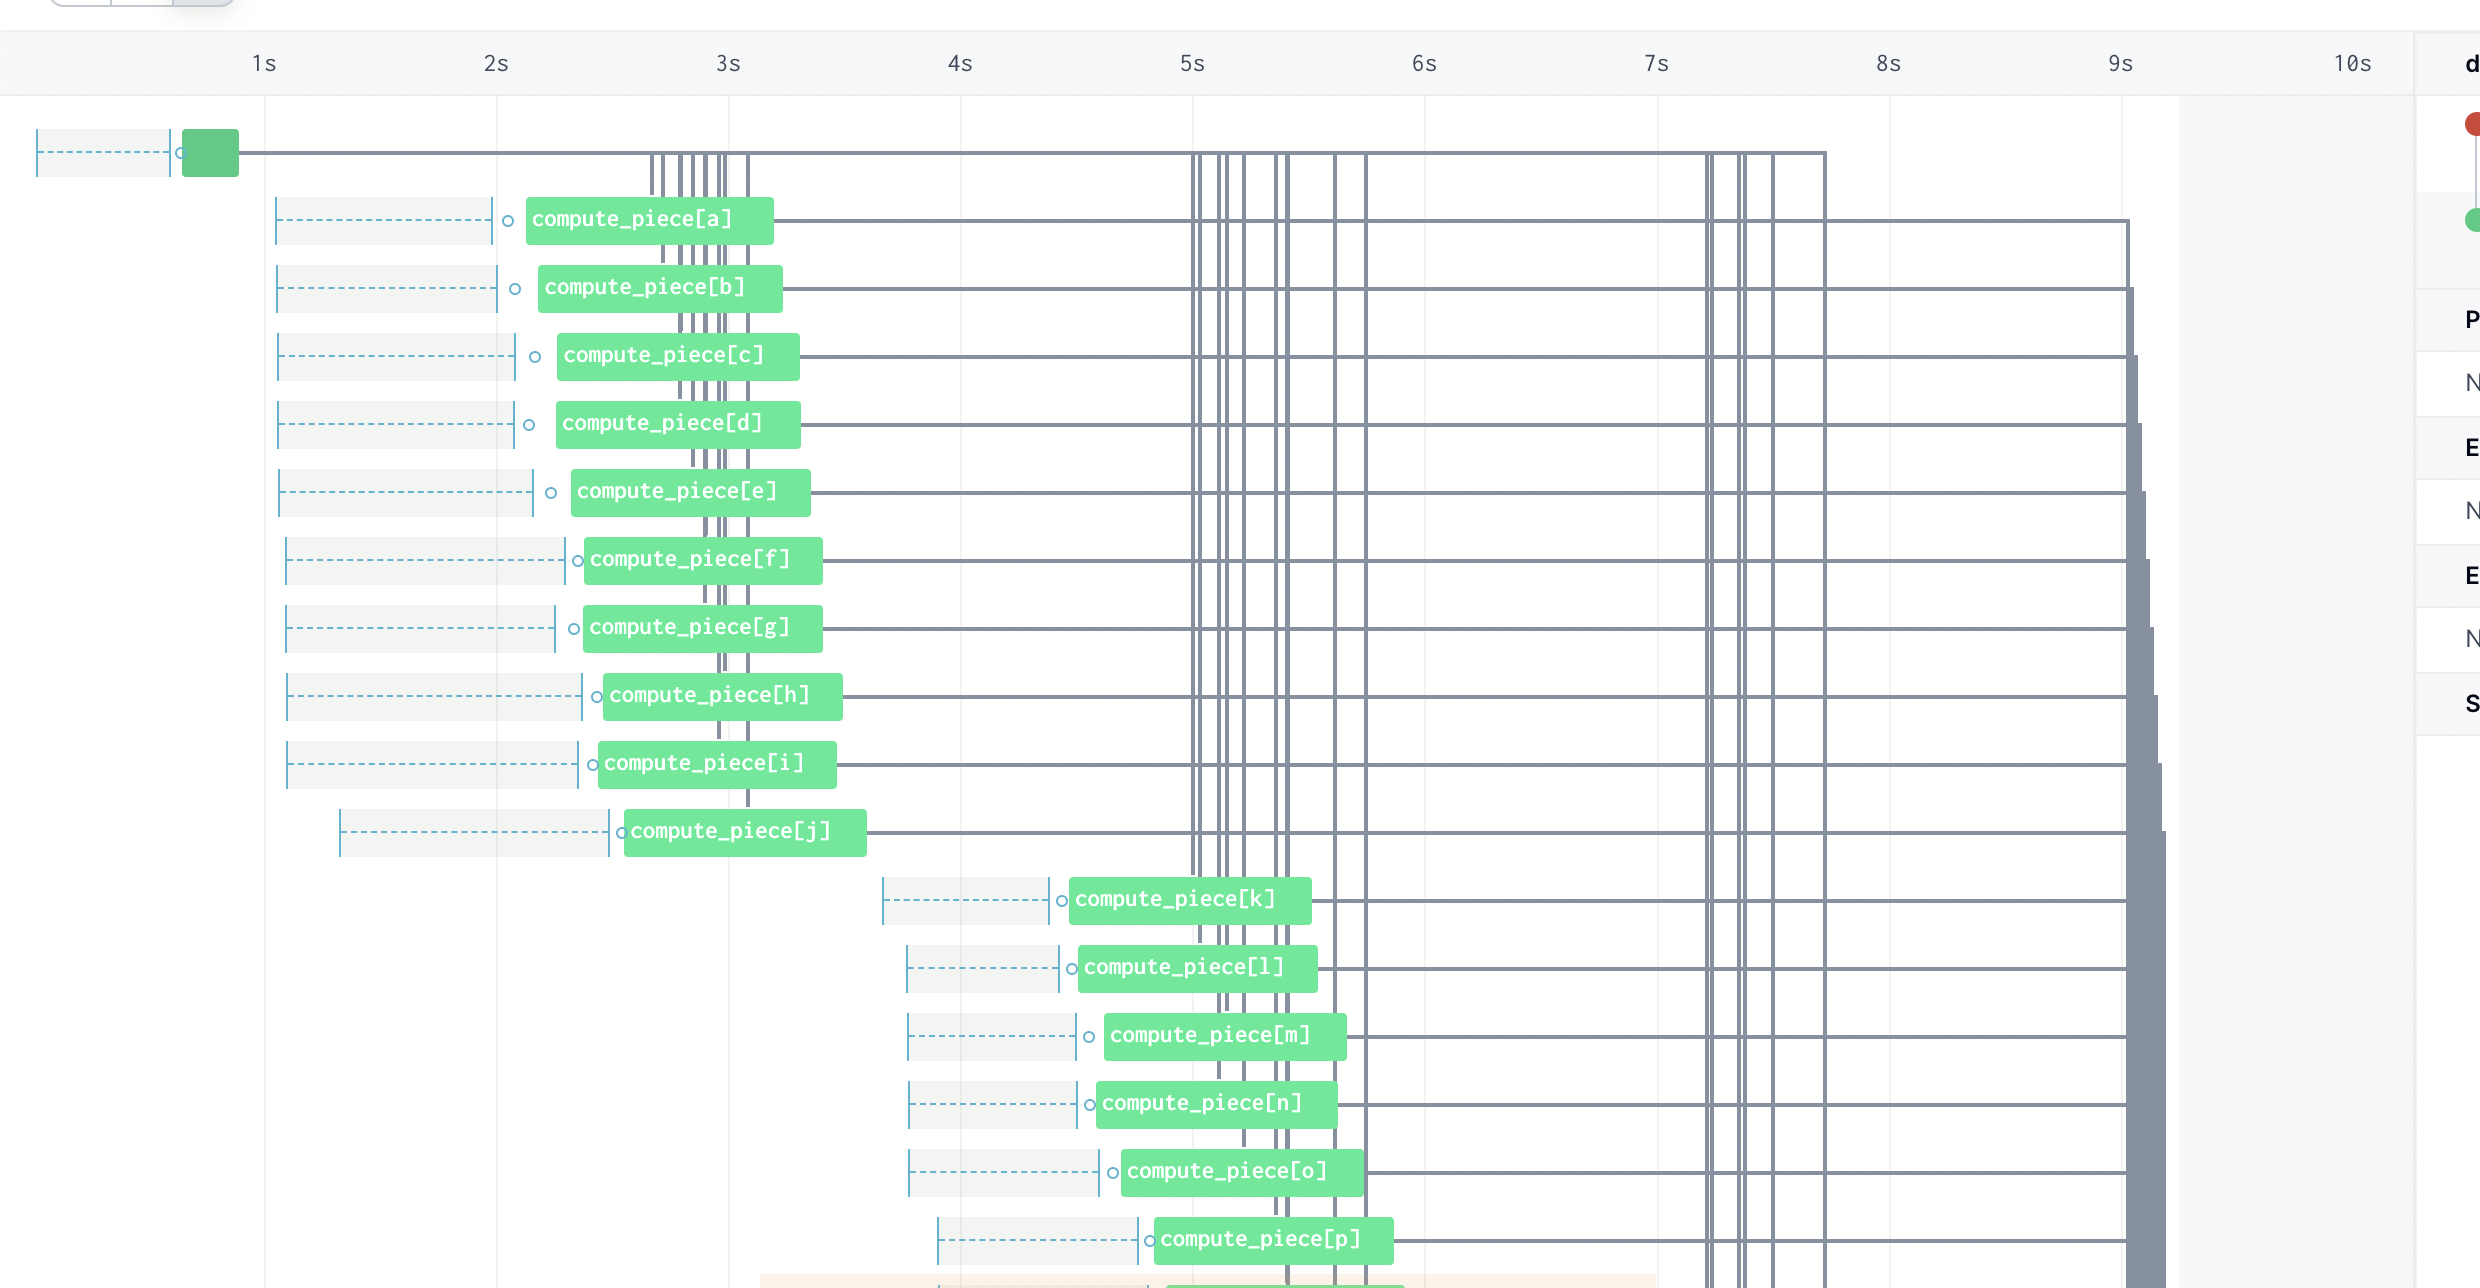 1s 2s 3s 4s 5s 6s 7s 8s 9s 10s
d
compute_piece[a]
compute_piece[b]
P
compute_piece[c]
N
compute_piece[d]
E
compute_piece[e]
N
compute_piece[f]
E
compute_piece[g]
N
compute_piece[h]
S
compute_piece[i]
compute_piece[j]
compute_piece[k]
compute_piece[l]
compute_piece[m]
compute_piece[n]
compute_piece[o]
compute_piece[p]